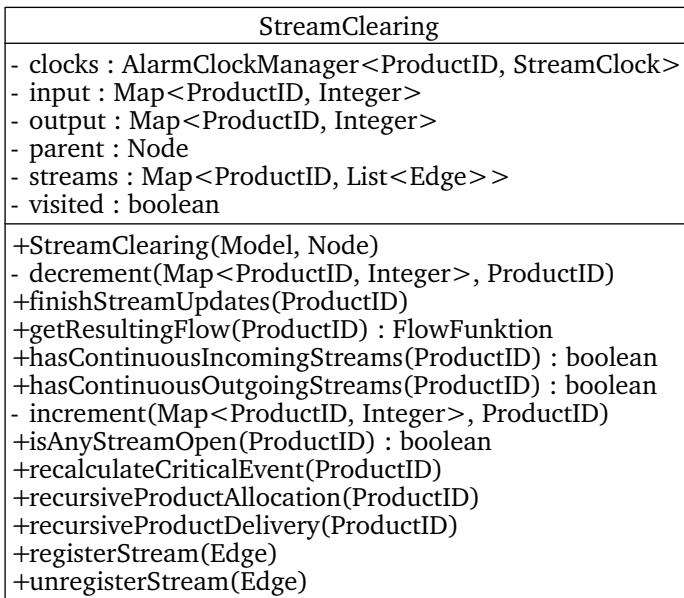 StreamClearing
- clocks : AlarmClockManager<ProductID, StreamClock>
- input : Map<ProductID, Integer>
- output : Map<ProductID, Integer>
- parent : Node
- streams : Map<ProductID, List<Edge>>
- visited : boolean
+StreamClearing(Model, Node)
- decrement(Map<ProductID, Integer>, ProductID)
+finishStreamUpdates(ProductID)
+getResultingFlow(ProductID) : FlowFunktion
+hasContinuousIncomingStreams(ProductID) : boolean
+hasContinuousOutgoingStreams(ProductID) : boolean
- increment(Map<ProductID, Integer>, ProductID)
+isAnyStreamOpen(ProductID) : boolean
+recalculateCriticalEvent(ProductID)
+recursiveProductAllocation(ProductID)
+recursiveProductDelivery(ProductID)
+registerStream(Edge)
+unregisterStream(Edge)